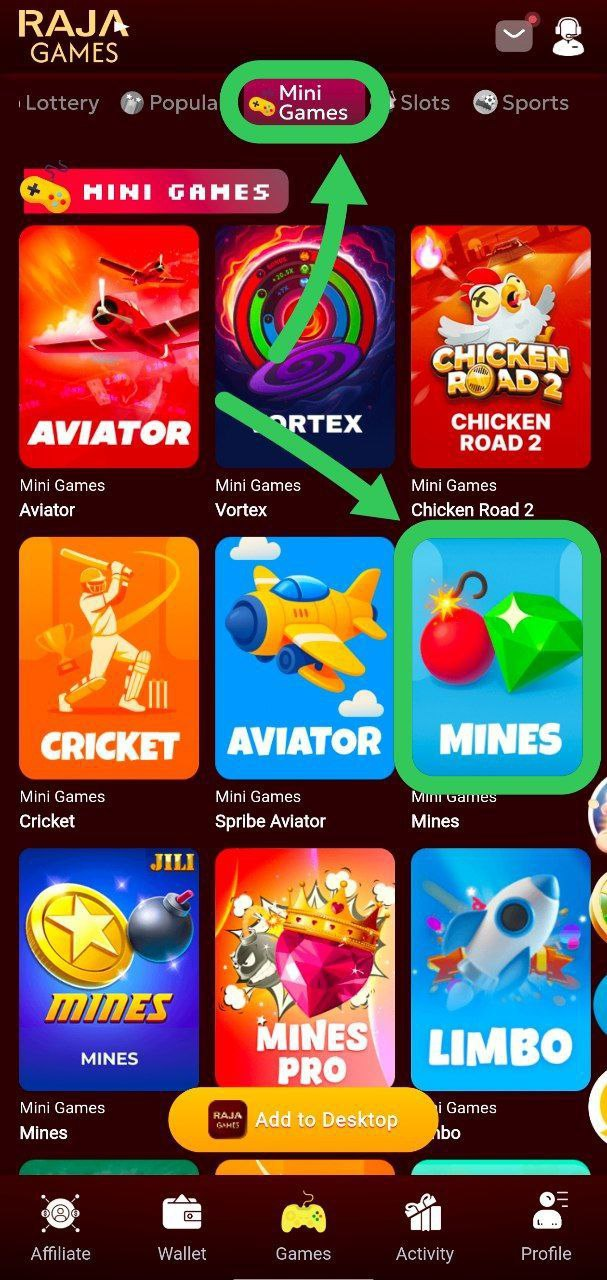 RAJA
GAMES
Lottery
Popula
Mini
Games
Slots
Sports
MINI GAMES
AVIATOR
VORTEX
CHICKEN
ROAD 2
CHICKEN
ROAD 2
Mini Games
Aviator
Mini Games
Vortex
Mini Games
Chicken Road 2
CRICKET
AVIATOR
MINES
Mini Games
Cricket
Mini Games
Spribe Aviator
Mini Games
Mines
JILI
MINES
MINES
MINES
PRO
LIMBO
Mini Games
Mines
Mini Games
mbo
RAJA
GAMES
Add to Desktop
Affiliate
Wallet
Games
Activity
Profile